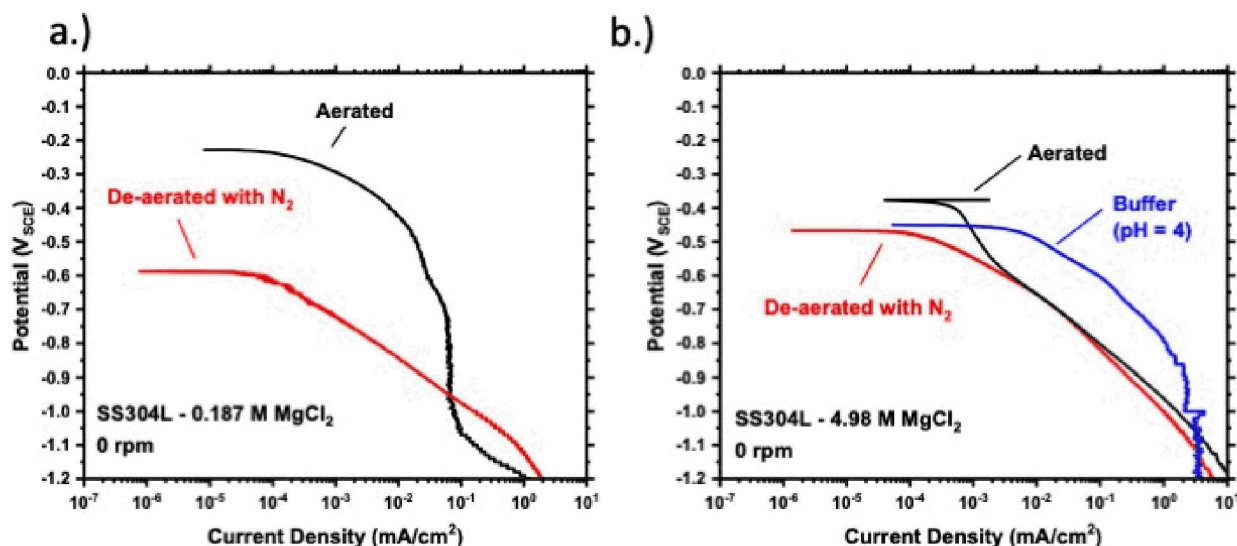 a.)
0.0
-0.1
-0.2
-0.3
-0.4
-0.5
-0.6
-0.7
-0.8
-0.9
-1.0
-1.1
-1.2
Potential (V_SCE)
Aerated
De-aerated with N₂
SS304L - 0.187 M MgCl₂
0 rpm
10⁻⁷ 10⁻⁶ 10⁻⁵ 10⁻⁴ 10⁻³ 10⁻² 10⁻¹ 10⁰ 10¹
Current Density (mA/cm²)
b.)
0.0
-0.1
-0.2
-0.3
-0.4
-0.5
-0.6
-0.7
-0.8
-0.9
-1.0
-1.1
-1.2
Potential (V_SCE)
Aerated
Buffer
(pH = 4)
De-aerated with N₂
SS304L - 4.98 M MgCl₂
0 rpm
10⁻⁷ 10⁻⁶ 10⁻⁵ 10⁻⁴ 10⁻³ 10⁻² 10⁻¹ 10⁰ 10¹
Current Density (mA/cm²)